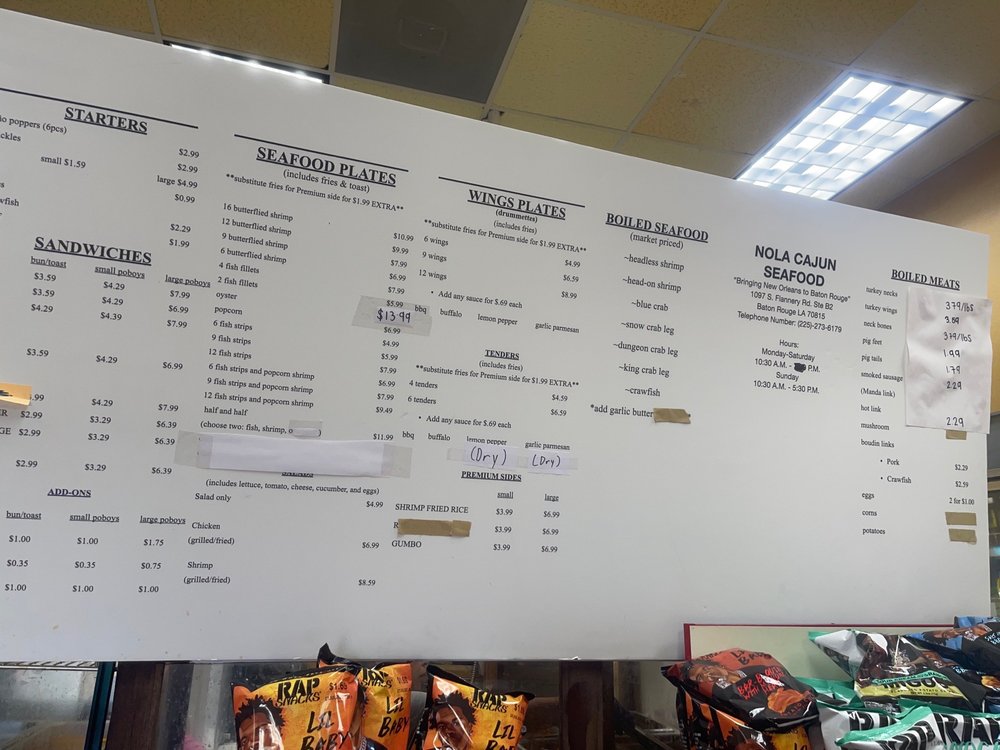 STARTERS
poppers (6pcs)
$2.99
small $1.59
$2.99
large $4.99
$0.99
$2.29
$1.99
SANDWICHES
bun/toast small poboys large poboys
$3.59 $4.29 $7.99
$3.59 $4.29 $6.99
$4.29 $4.39 $7.99
$3.59 $4.29 $6.99
$4.29 $7.99
$2.99 $3.29 $6.39
$2.99 $3.29 $6.39
$2.99 $3.29 $6.39
ADD-ONS
bun/toast small poboys large poboys
$1.00 $1.00 $1.75
$0.35 $0.35 $0.75
$1.00 $1.00 $1.00
SEAFOOD PLATES
(includes fries & toast)
**substitute fries for Premium side for $1.99 EXTRA**
16 butterflied shrimp $10.99
12 butterflied shrimp $9.99
9 butterflied shrimp $7.99
6 butterflied shrimp $6.99
4 fish fillets $7.99
2 fish fillets $5.99
oyster $13.99
popcorn $6.99
6 fish strips $4.99
9 fish strips $5.99
12 fish strips $7.99
6 fish strips and popcorn shrimp $6.99
9 fish strips and popcorn shrimp $7.99
12 fish strips and popcorn shrimp $9.49
half and half
(choose two: fish, shrimp, o
$11.99
(includes lettuce, tomato, cheese, cucumber, and eggs)
Salad only $4.99
Chicken
(grilled/fried) $6.99
Shrimp
(grilled/fried) $8.59
WINGS PLATES
(drummettes)
(includes fries)
**substitute fries for Premium side for $1.99 EXTRA**
6 wings $4.99
9 wings $6.59
12 wings $8.99
• Add any sauce for $.69 each
bbq buffalo lemon pepper garlic parmesan
TENDERS
(includes fries)
**substitute fries for Premium side for $1.99 EXTRA**
4 tenders $4.59
6 tenders $6.59
• Add any sauce for $.69 each
bbq buffalo lemon pepper garlic parmesan
(Dry) (Dry)
PREMIUM SIDES
small large
SHRIMP FRIED RICE $3.99 $6.99
R $3.99 $6.99
GUMBO $3.99 $6.99
BOILED SEAFOOD
(market priced)
~headless shrimp
~head-on shrimp
~blue crab
~snow crab leg
~dungeon crab leg
~king crab leg
~crawfish
*add garlic butter
NOLA CAJUN
SEAFOOD
"Bringing New Orleans to Baton Rouge"
1097 S. Flannery Rd. Ste B2
Baton Rouge LA 70815
Telephone Number: (225)-273-6179
Hours:
Monday-Saturday
10:30 A.M. - P.M.
Sunday
10:30 A.M. - 5:30 P.M.
BOILED MEATS
turkey necks 3.79/lbs
turkey wings 3.59
neck bones 3.79/lbs
pig feet 1.99
pig tails 1.79
smoked sausage 2.29
(Manda link)
hot link 2.29
mushroom
boudin links
• Pork $2.29
• Crawfish $2.59
eggs 2 for $1.00
corns
potatoes
RAP SNACKS
LIL BABY
RAP SNACKS
LIL BABY